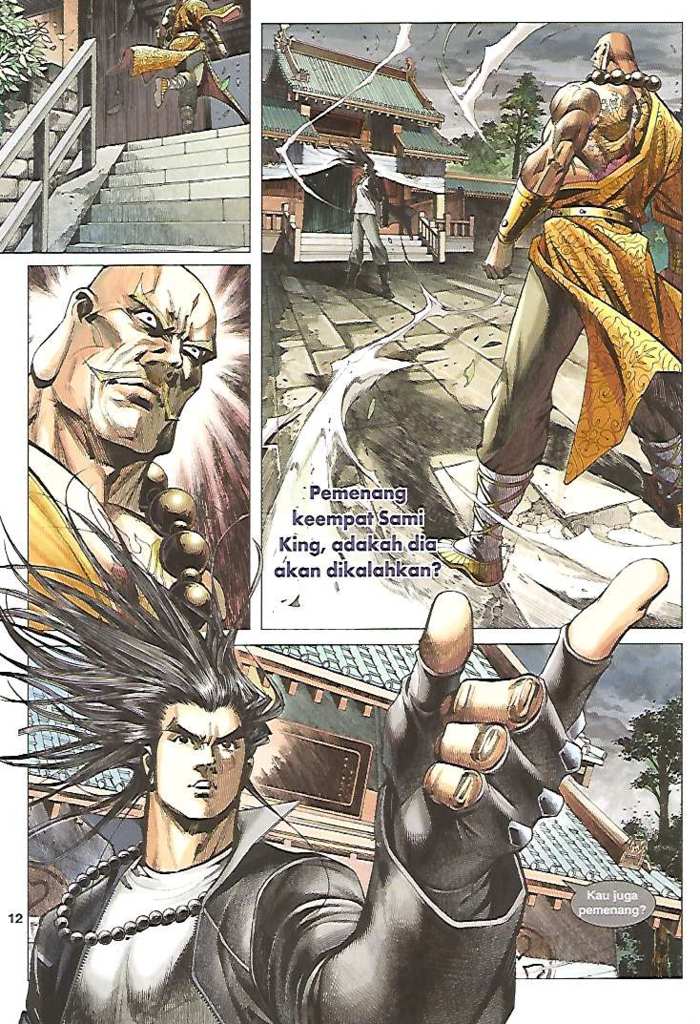 Pemenang
keempat Sami
King, adakah dia
akan dikalahkan?
Kau juga
pemenang?
12